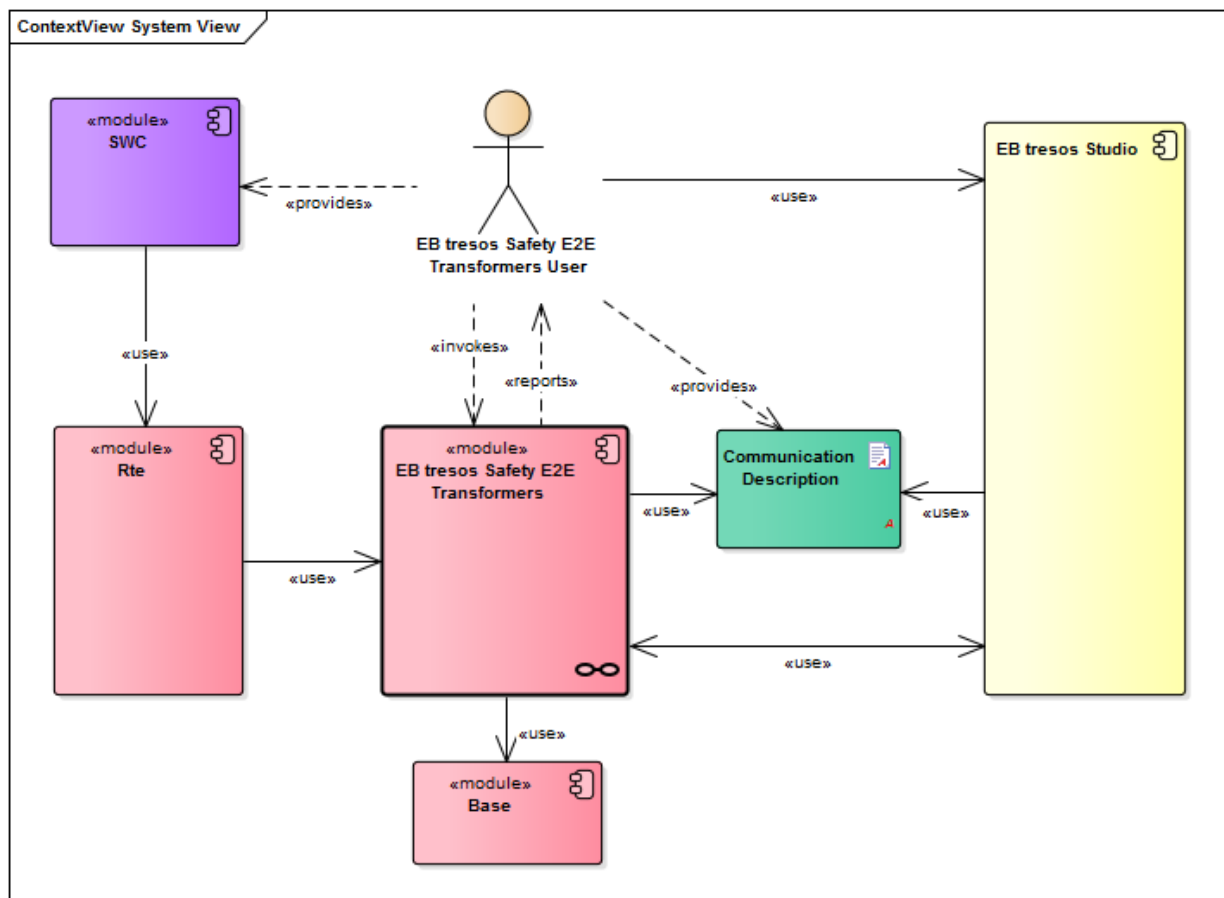 ContextView System View
«module»
SWC
EB tresos Studio
«provides»
«use»
EB tresos Safety E2E
Transformers User
«use»
«invokes»
«reports»
«provides»
«module»
Rte
«module»
EB tresos Safety E2E
Transformers
Communication
Description
A
A
«use»
«use»
«use»
«use»
«use»
«module»
Base